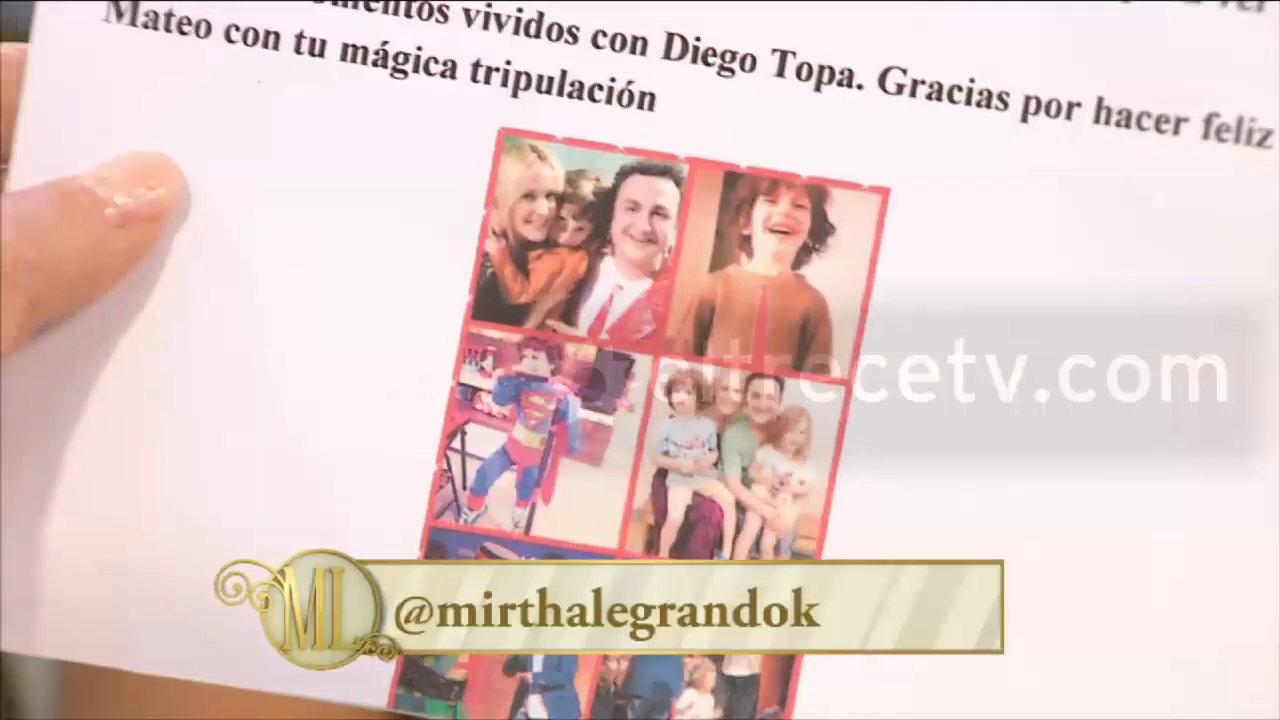 vividos con Diego Topa. Gracias por hacer feliz
Mateo con tu mágica tripulación
eltrecetv.com
ML
@mirthalegrandok